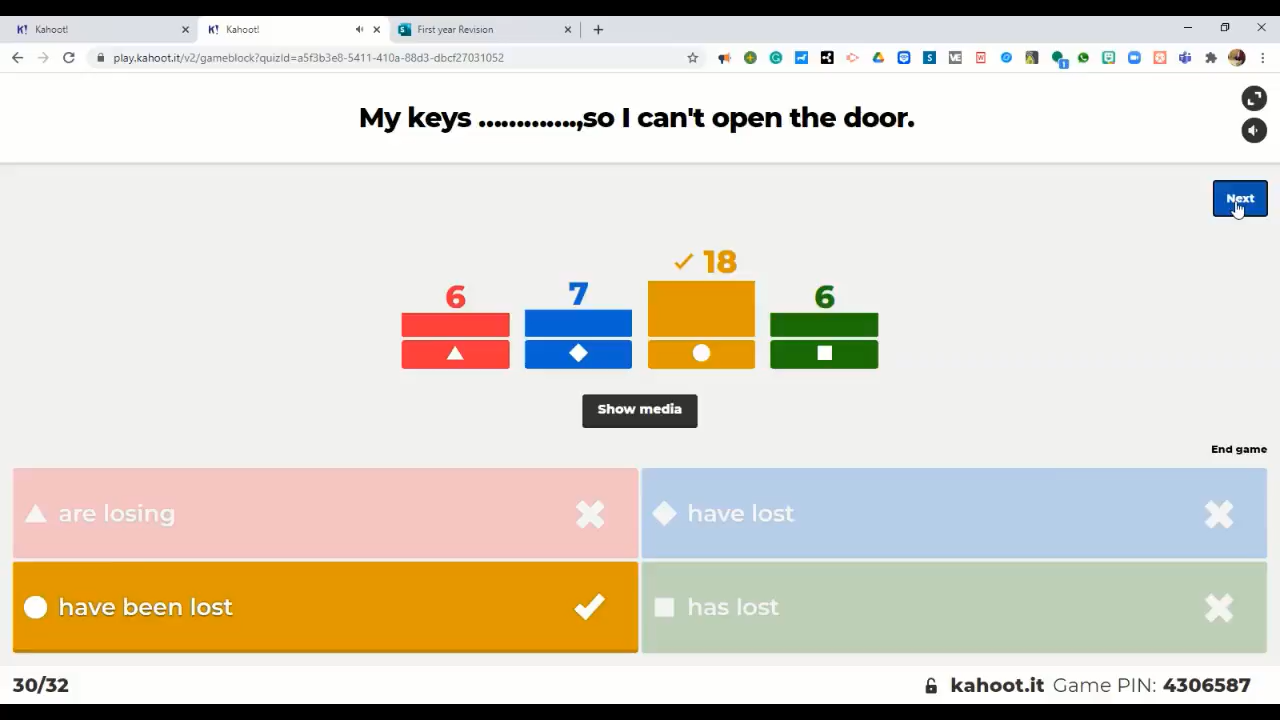 K! Kahoot!
K! Kahoot!
S First year Revision
play.kahoot.it/v2/gameblock?quizId=a5f3b3e8-5411-410a-88d3-dbcf27031052
My keys .............,so I can't open the door.
Next
6
7
18
6
Show media
End game
are losing
have lost
have been lost
has lost
30/32
kahoot.it Game PIN: 4306587